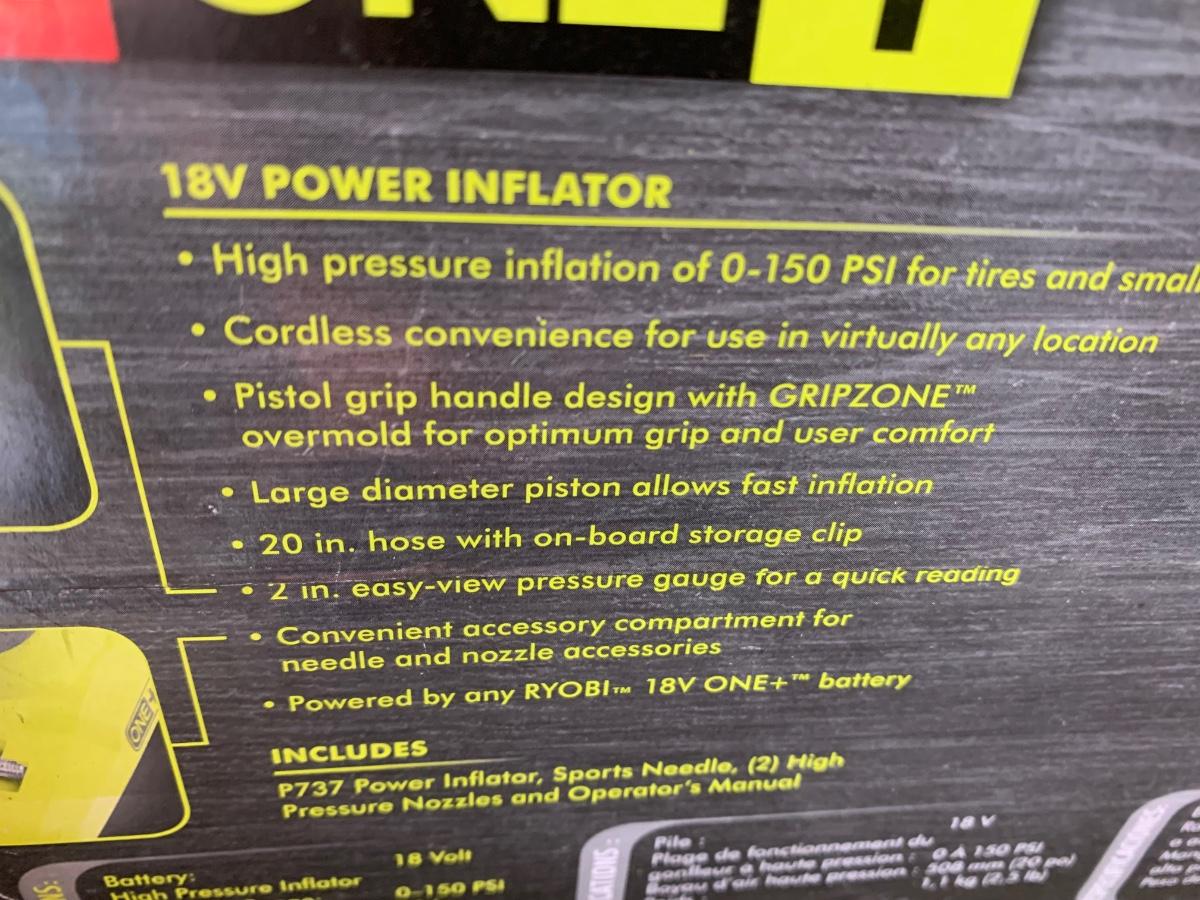 ONE+
18V POWER INFLATOR
• High pressure inflation of 0-150 PSI for tires and small
• Cordless convenience for use in virtually any location
• Pistol grip handle design with GRIPZONE™
overmold for optimum grip and user comfort
• Large diameter piston allows fast inflation
• 20 in. hose with on-board storage clip
• 2 in. easy-view pressure gauge for a quick reading
• Convenient accessory compartment for
needle and nozzle accessories
• Powered by any RYOBI™ 18V ONE+™ battery
ONE+
INCLUDES
P737 Power Inflator, Sports Needle, (2) High
Pressure Nozzles and Operator's Manual
Battery: 18 Volt
High Pressure Inflator 0-150 PSI
Pile : 18 V
Plage de fonctionnement du
gonfleur à haute pression : 0 À 150 PSI
Boyau d'air haute pression : 508 mm (20 po)
1,1 kg (2,5 lb)